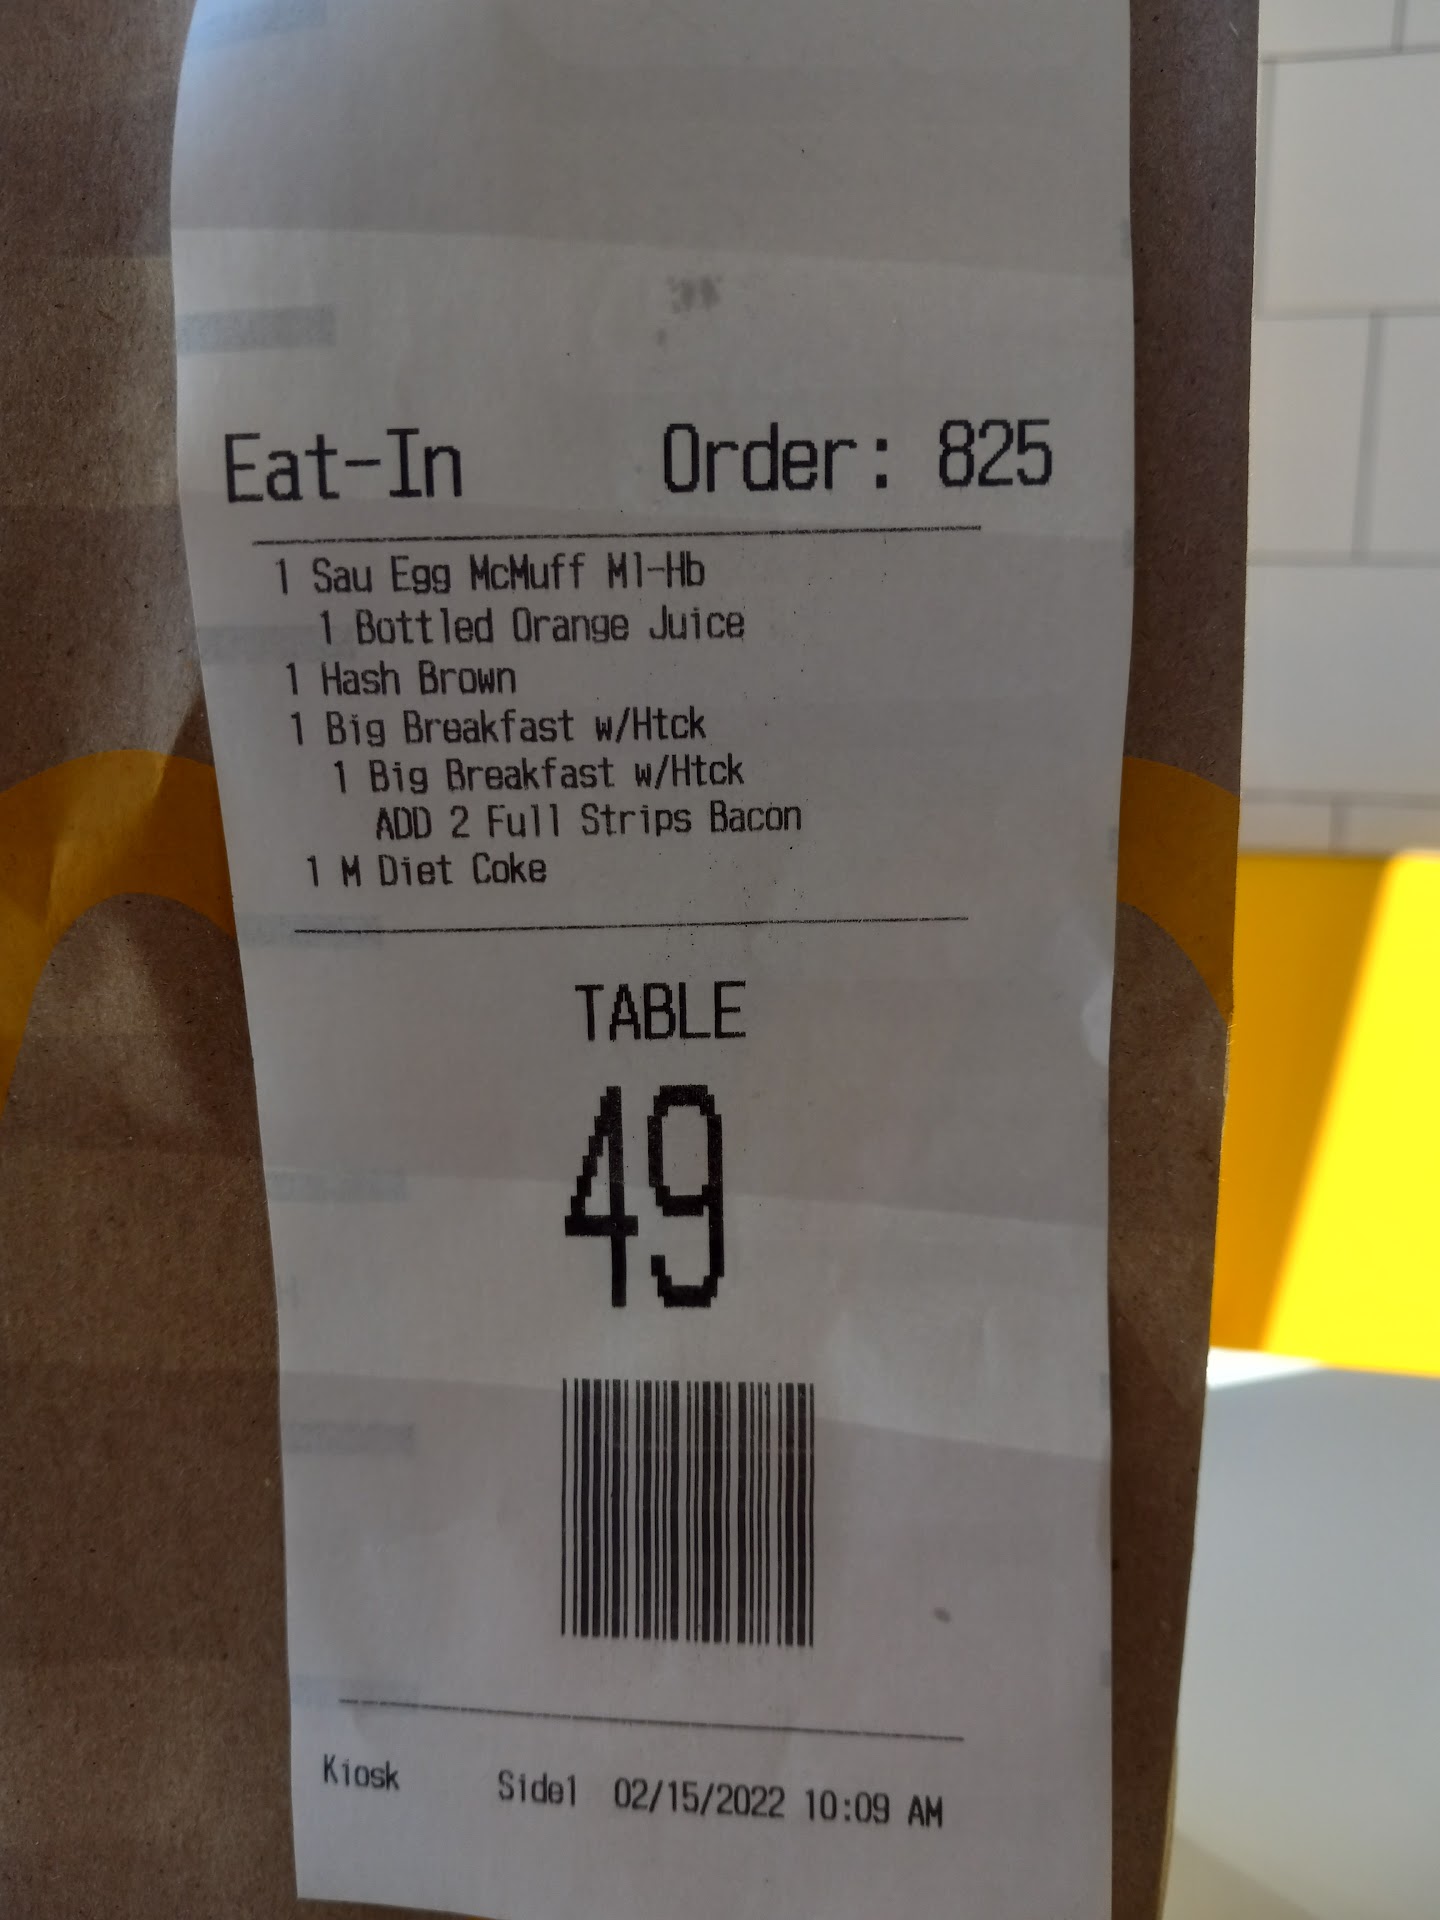 Eat-In Order: 825
1 Sau Egg McMuff Ml-Hb
1 Bottled Orange Juice
1 Hash Brown
1 Big Breakfast w/Htck
1 Big Breakfast w/Htck
ADD 2 Full Strips Bacon
1 M Diet Coke
TABLE
49
Kiosk Side1 02/15/2022 10:09 AM